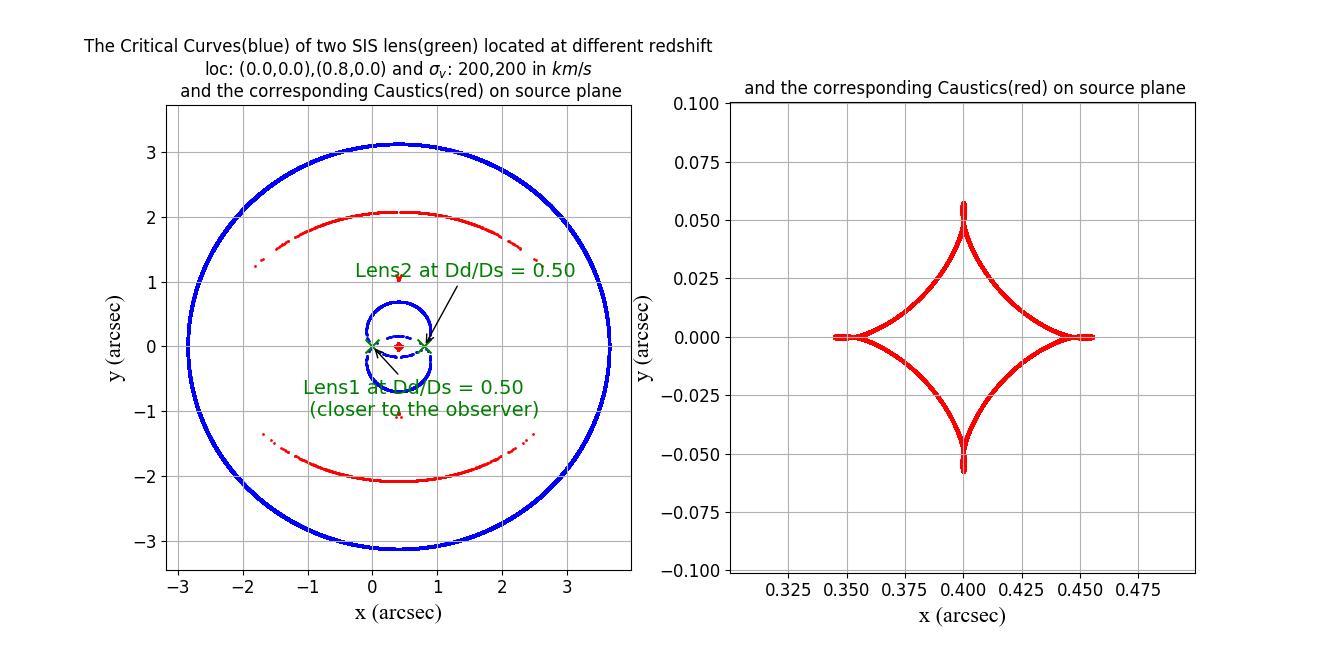 The Critical Curves(blue) of two SIS lens(green) located at different redshift
loc: (0.0,0.0),(0.8,0.0) and σv: 200,200 in km/s
and the corresponding Caustics(red) on source plane
3
2
1
0
−1
−2
−3
y (arcsec)
−3 −2 −1 0 1 2 3
x (arcsec)
Lens2 at Dd/Ds = 0.50
Lens1 at Dd/Ds = 0.50
(closer to the observer)
and the corresponding Caustics(red) on source plane
0.100
0.075
0.050
0.025
0.000
−0.025
−0.050
−0.075
−0.100
y (arcsec)
0.325 0.350 0.375 0.400 0.425 0.450 0.475
x (arcsec)